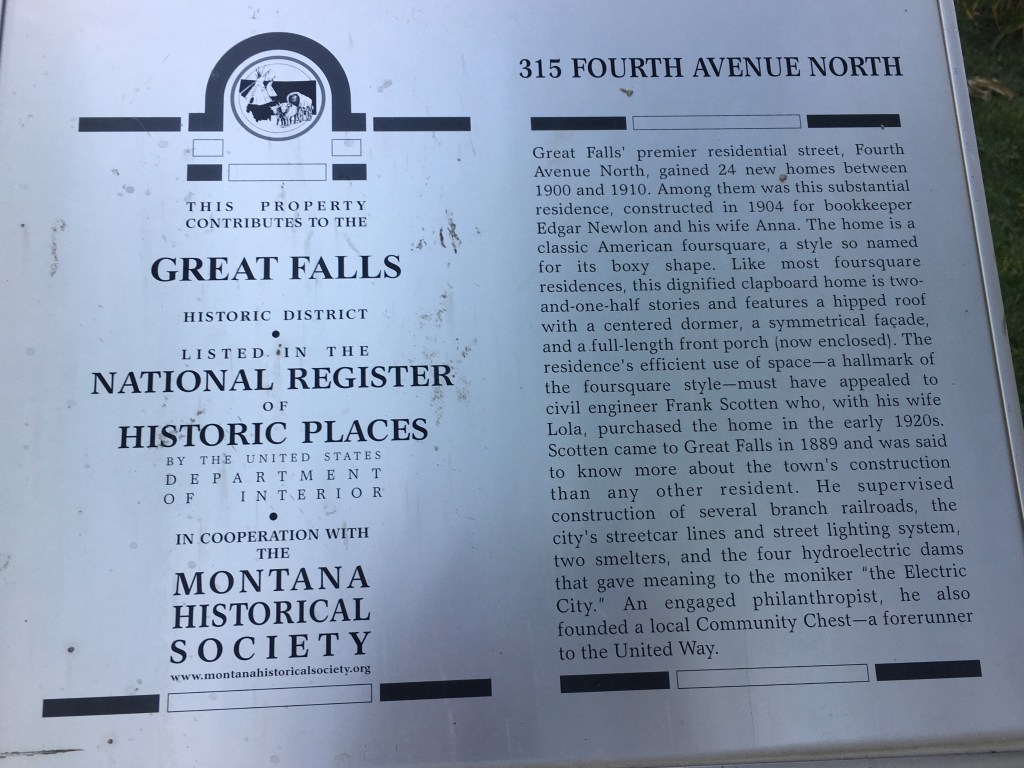 THIS PROPERTY
CONTRIBUTES TO THE
GREAT FALLS
HISTORIC DISTRICT
LISTED IN THE
NATIONAL REGISTER
OF
HISTORIC PLACES
BY THE UNITED STATES
DEPARTMENT
OF INTERIOR
IN COOPERATION WITH
THE
MONTANA
HISTORICAL
SOCIETY
www.montanahistoricalsociety.org
315 FOURTH AVENUE NORTH
Great Falls' premier residential street, Fourth
Avenue North, gained 24 new homes between
1900 and 1910. Among them was this substantial
residence, constructed in 1904 for bookkeeper
Edgar Newlon and his wife Anna. The home is a
classic American foursquare, a style so named
for its boxy shape. Like most foursquare
residences, this dignified clapboard home is two-
and-one-half stories and features a hipped roof
with a centered dormer, a symmetrical façade,
and a full-length front porch (now enclosed). The
residence's efficient use of space—a hallmark of
the foursquare style—must have appealed to
civil engineer Frank Scotten who, with his wife
Lola, purchased the home in the early 1920s.
Scotten came to Great Falls in 1889 and was said
to know more about the town's construction
than any other resident. He supervised
construction of several branch railroads, the
city's streetcar lines and street lighting system,
two smelters, and the four hydroelectric dams
that gave meaning to the moniker "the Electric
City." An engaged philanthropist, he also
founded a local Community Chest—a forerunner
to the United Way.